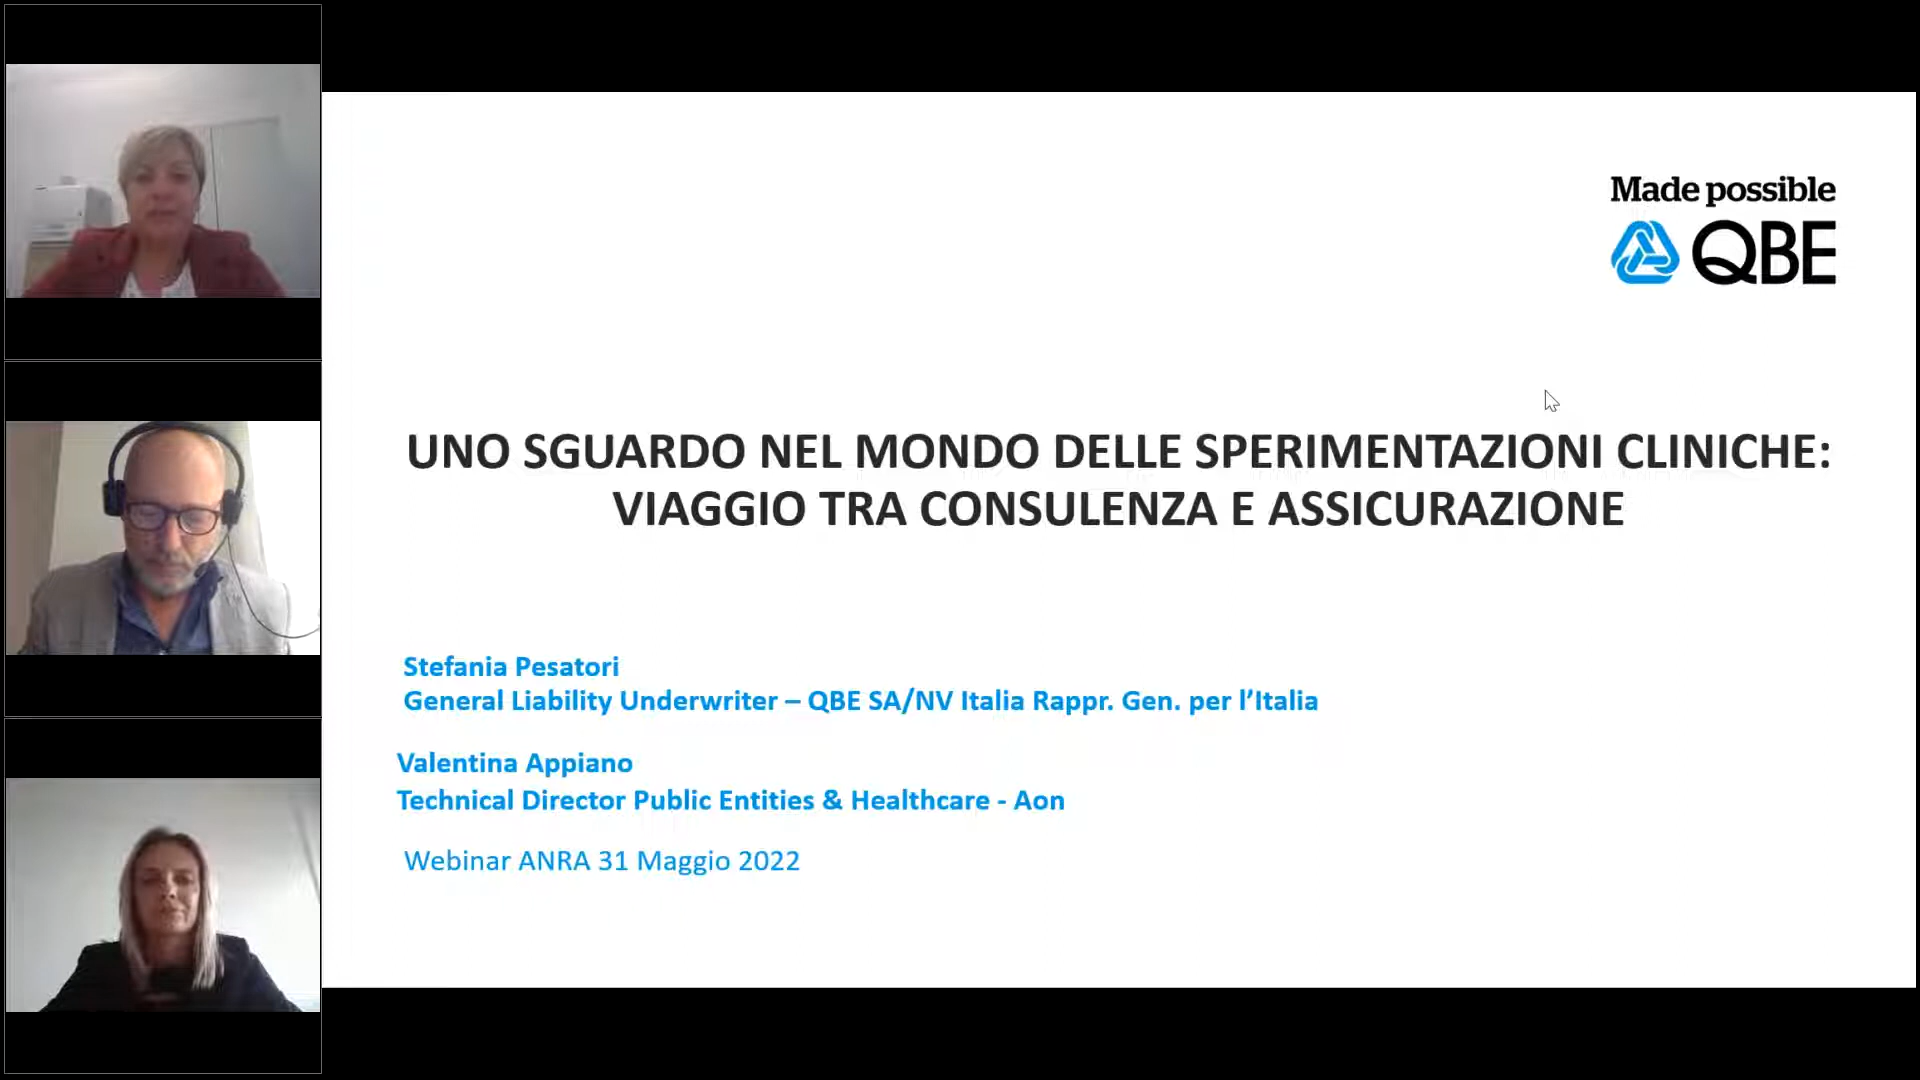 Made possible
QBE
UNO SGUARDO NEL MONDO DELLE SPERIMENTAZIONI CLINICHE:
VIAGGIO TRA CONSULENZA E ASSICURAZIONE
Stefania Pesatori
General Liability Underwriter – QBE SA/NV Italia Rappr. Gen. per l’Italia
Valentina Appiano
Technical Director Public Entities & Healthcare - Aon
Webinar ANRA 31 Maggio 2022